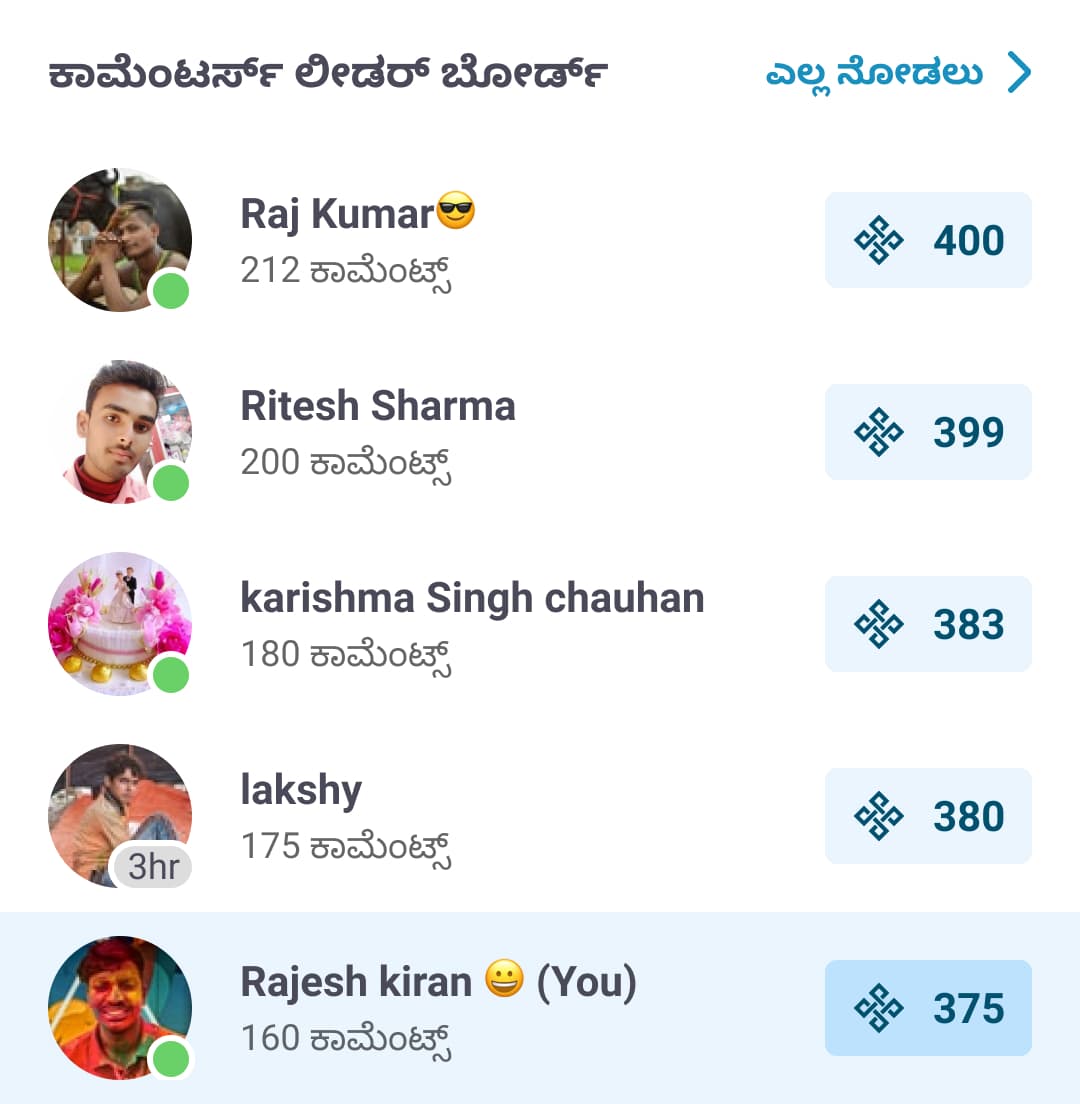 ಕಾಮೆಂಟರ್ಸ್ ಲೀಡರ್ ಬೋರ್ಡ್
ಎಲ್ಲ ನೋಡಲು
Raj Kumar😎
400
212 ಕಾಮೆಂಟ್ಸ್
Ritesh Sharma
399
200 ಕಾಮೆಂಟ್ಸ್
karishma Singh chauhan
383
180 ಕಾಮೆಂಟ್ಸ್
lakshy
380
175 ಕಾಮೆಂಟ್ಸ್
3hr
Rajesh kiran 😀 (You)
375
160 ಕಾಮೆಂಟ್ಸ್